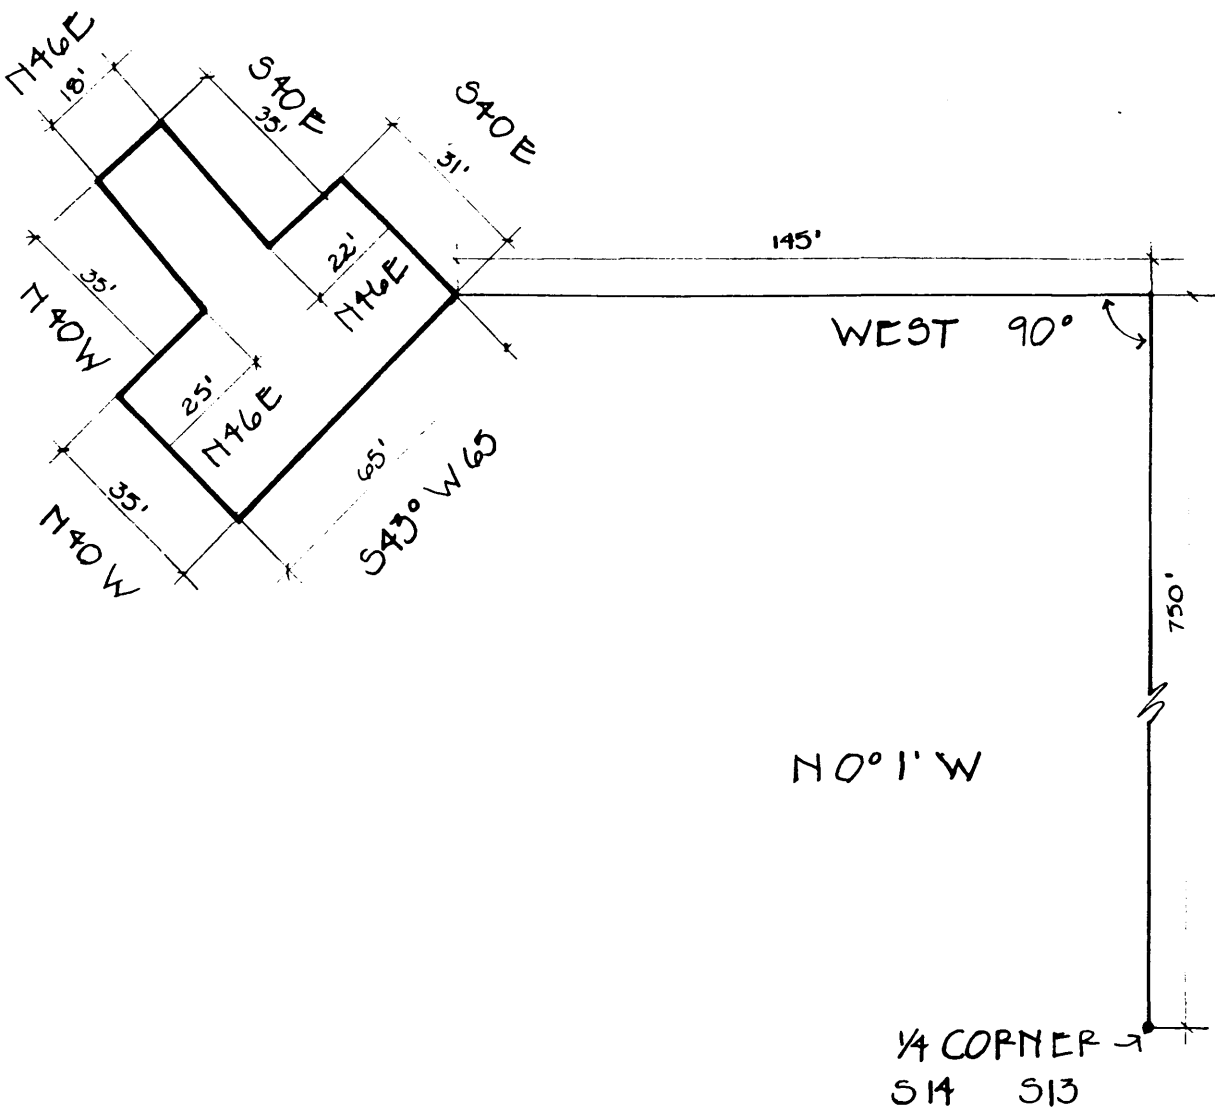 N46E
18'
S40E
35'
S40E
31'
145'
22'
N46E
WEST 90°
35'
N40W
25'
N46E
65'
S43° W 65
35'
N40W
750'
N 0° 1' W
1/4 CORNER
S14 S13